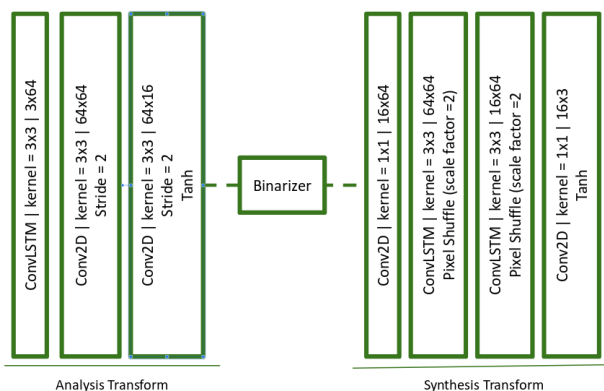 ConvLSTM | kernel = 3x3 | 3x64
Conv2D | kernel = 3x3 | 64x64
Stride = 2
Conv2D | kernel = 3x3 | 64x16
Stride = 2
Tanh
Binarizer
Conv2D | kernel = 1x1 | 16x64
ConvLSTM | kernel = 3x3 | 64x64
Pixel Shuffle (scale factor =2)
ConvLSTM | kernel = 3x3 | 16x64
Pixel Shuffle (scale factor =2
Conv2D | kernel = 1x1 | 16x3
Tanh
Analysis Transform
Synthesis Transform